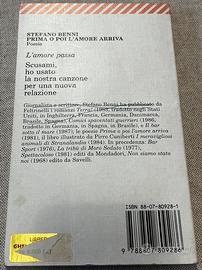 STEFANO BENNI
PRIMA O POI L'AMORE ARRIVA
Poesie
L'amore passa
Scusami,
ho usato
la nostra canzone
per una nuova
relazione
Giornalista e scrittore, Stefano Benni ha pubblicato da
Feltrinelli i romanzi Terra! (1983, tradotto negli Stati
Uniti, in Inghilterra, Francia, Germania, Danimarca,
Brasile, Spagna), Comici spaventati guerrieri (1986,
tradotto in Germania, in Spagna, in Brasile), e Il bar
sotto il mare (1987); le poesie Prima o poi l'amore arriva
(1981), il libro illustrato da Pirro Cuniberti I meravigliosi
animali di Stranalandia (1984). In precedenza: Bar
Sport (1976), La tribù di Moro Seduto (1977),
Spettacoloso (1981) editi da Mondadori, Non siamo stato
noi (1978) edito da Savelli.
ISBN 88-07-80928-1
9 788807 809286